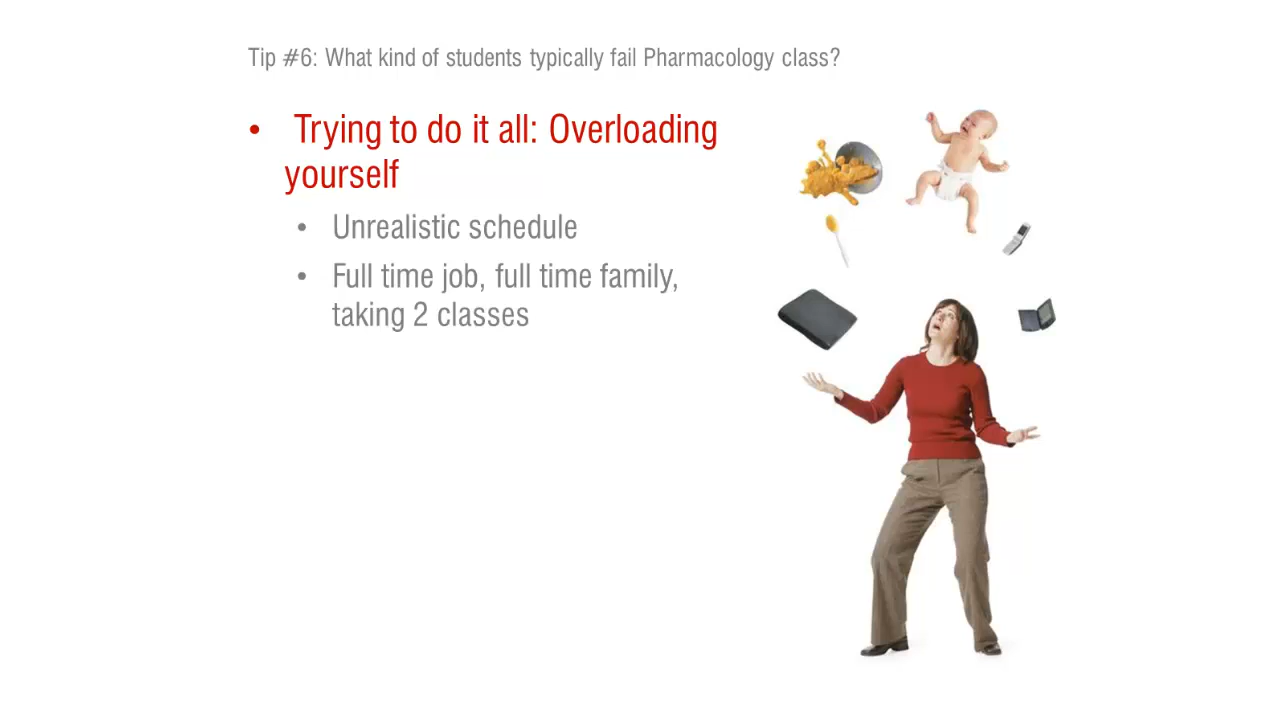 Tip #6: What kind of students typically fail Pharmacology class?
• Trying to do it all: Overloading
yourself
• Unrealistic schedule
• Full time job, full time family,
taking 2 classes